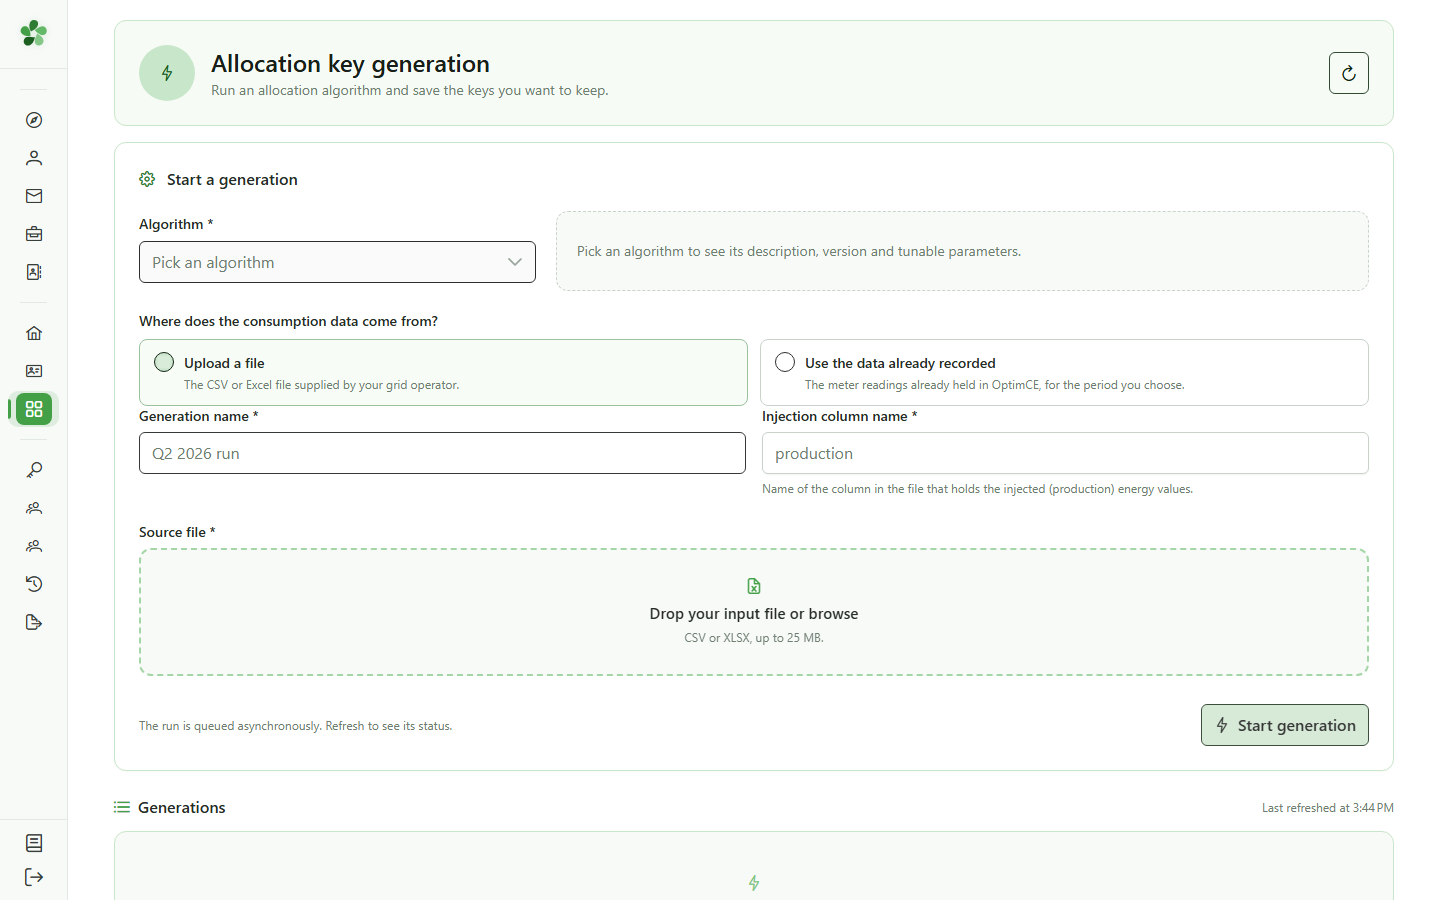 Allocation key generation
Run an allocation algorithm and save the keys you want to keep.
Start a generation
Algorithm *
Pick an algorithm
Pick an algorithm to see its description, version and tunable parameters.
Where does the consumption data come from?
Upload a file
The CSV or Excel file supplied by your grid operator.
Use the data already recorded
The meter readings already held in OptimCE, for the period you choose.
Generation name *
Q2 2026 run
Injection column name *
production
Name of the column in the file that holds the injected (production) energy values.
Source file *
Drop your input file or browse
CSV or XLSX, up to 25 MB.
The run is queued asynchronously. Refresh to see its status.
Start generation
Generations
Last refreshed at 3:44 PM